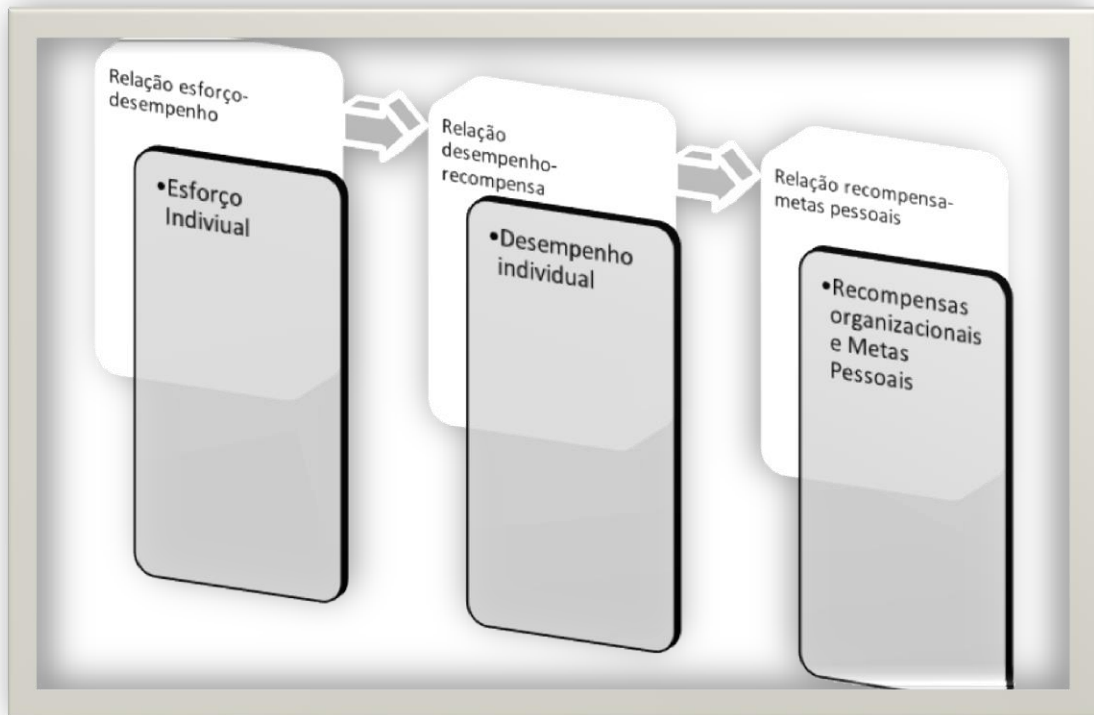 Relação esforço-
desempenho
•Esforço
Indiviual
Relação
desempenho-
recompensa
•Desempenho
individual
Relação recompensa-
metas pessoais
•Recompensas
organizacionais
e Metas
Pessoais